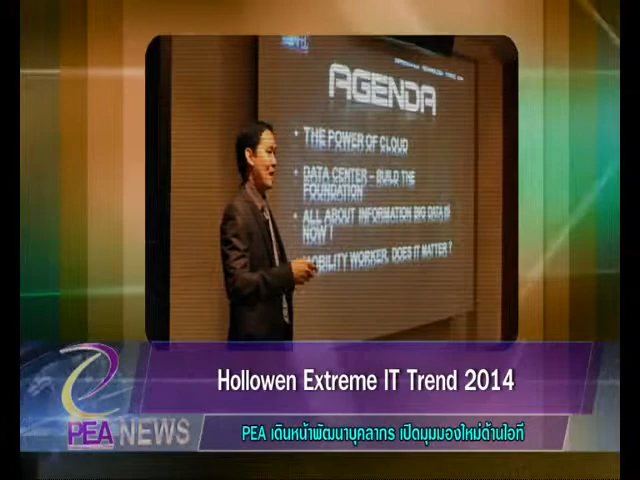 AGENDA
• THE POWER OF CLOUD
• DATA CENTER – BUILD THE
FOUNDATION
• ALL ABOUT INFORMATION BIG DATA IS
NOW !
MOBILITY WORKER, DOES IT MATTER ?
Hollowen Extreme IT Trend 2014
PEA NEWS
PEA เดินหน้าพัฒนาบุคลากร เปิดมุมมองใหม่ด้านไอที